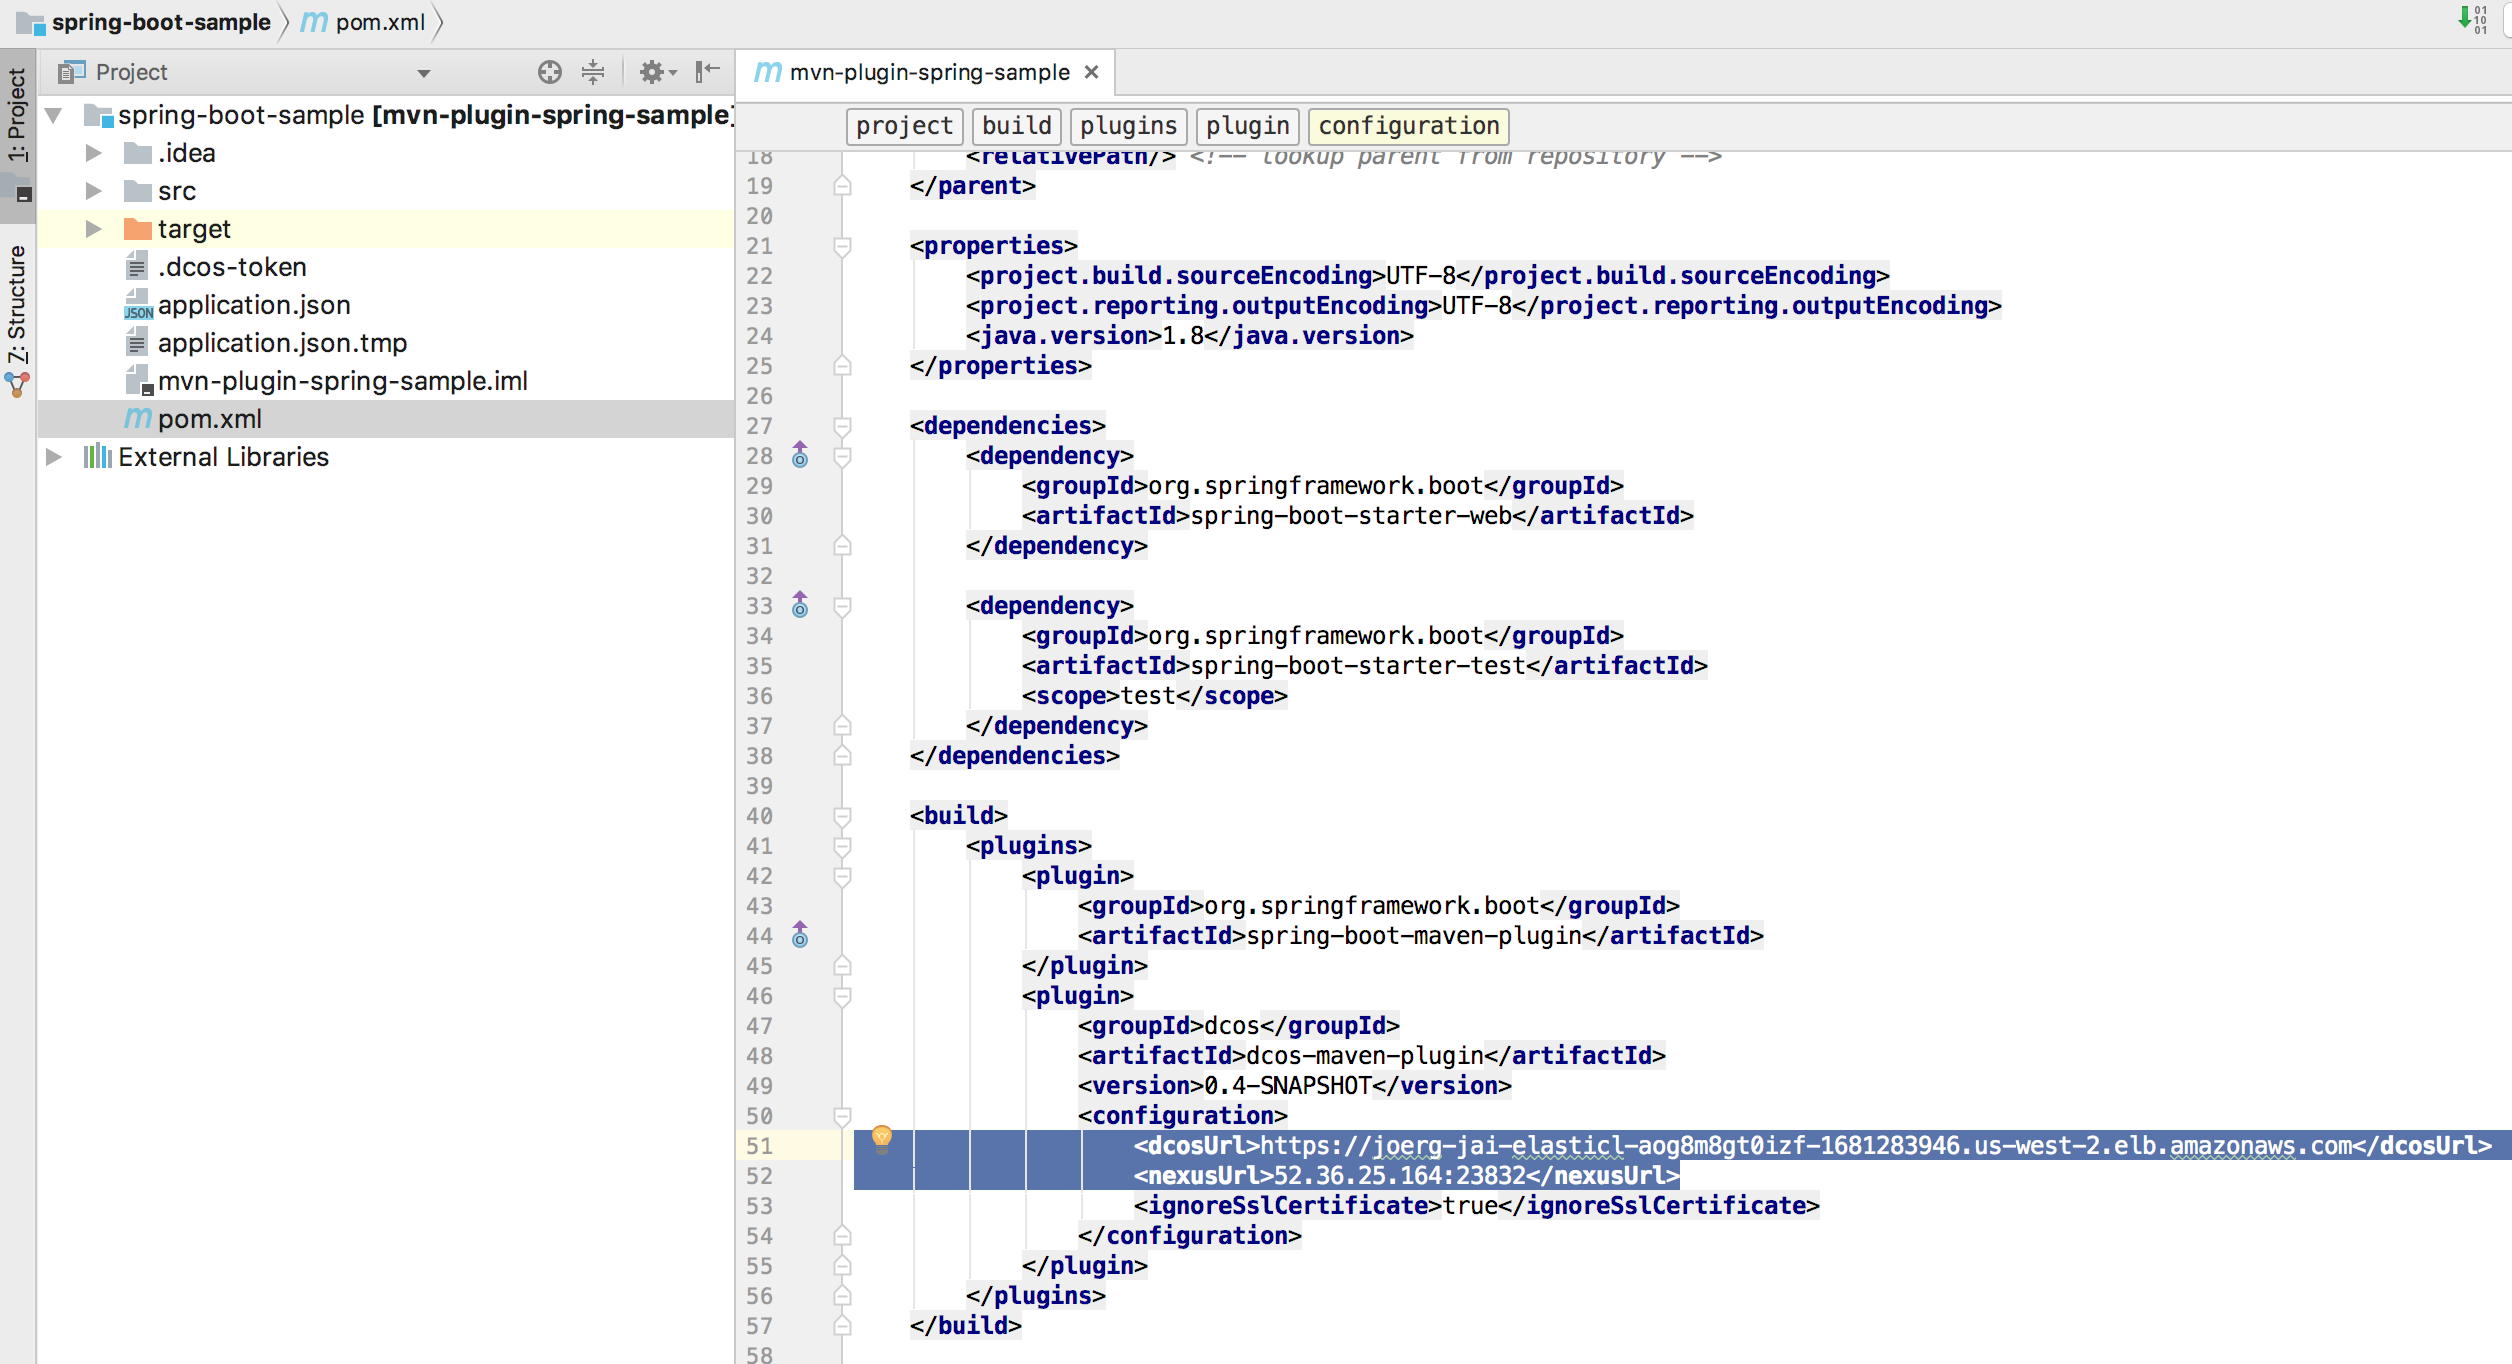 spring-boot-sample pom.xml
01
10
01
1: Project
7: Structure
Project
spring-boot-sample [mvn-plugin-spring-sample]
.idea
src
target
.dcos-token
JSON application.json
application.json.tmp
mvn-plugin-spring-sample.iml
pom.xml
External Libraries
mvn-plugin-spring-sample
project build plugins plugin configuration
18 <relativePath/> <!-- lookup parent from repository -->
19 </parent>
20
21 <properties>
22 <project.build.sourceEncoding>UTF-8</project.build.sourceEncoding>
23 <project.reporting.outputEncoding>UTF-8</project.reporting.outputEncoding>
24 <java.version>1.8</java.version>
25 </properties>
26
27 <dependencies>
28 <dependency>
29 <groupId>org.springframework.boot</groupId>
30 <artifactId>spring-boot-starter-web</artifactId>
31 </dependency>
32
33 <dependency>
34 <groupId>org.springframework.boot</groupId>
35 <artifactId>spring-boot-starter-test</artifactId>
36 <scope>test</scope>
37 </dependency>
38 </dependencies>
39
40 <build>
41 <plugins>
42 <plugin>
43 <groupId>org.springframework.boot</groupId>
44 <artifactId>spring-boot-maven-plugin</artifactId>
45 </plugin>
46 <plugin>
47 <groupId>dcos</groupId>
48 <artifactId>dcos-maven-plugin</artifactId>
49 <version>0.4-SNAPSHOT</version>
50 <configuration>
51 <dcosUrl>https://joerg-jai-elasticl-aog8m8gt0izf-1681283946.us-west-2.elb.amazonaws.com</dcosUrl>
52 <nexusUrl>52.36.25.164:23832</nexusUrl>
53 <ignoreSslCertificate>true</ignoreSslCertificate>
54 </configuration>
55 </plugin>
56 </plugins>
57 </build>
58